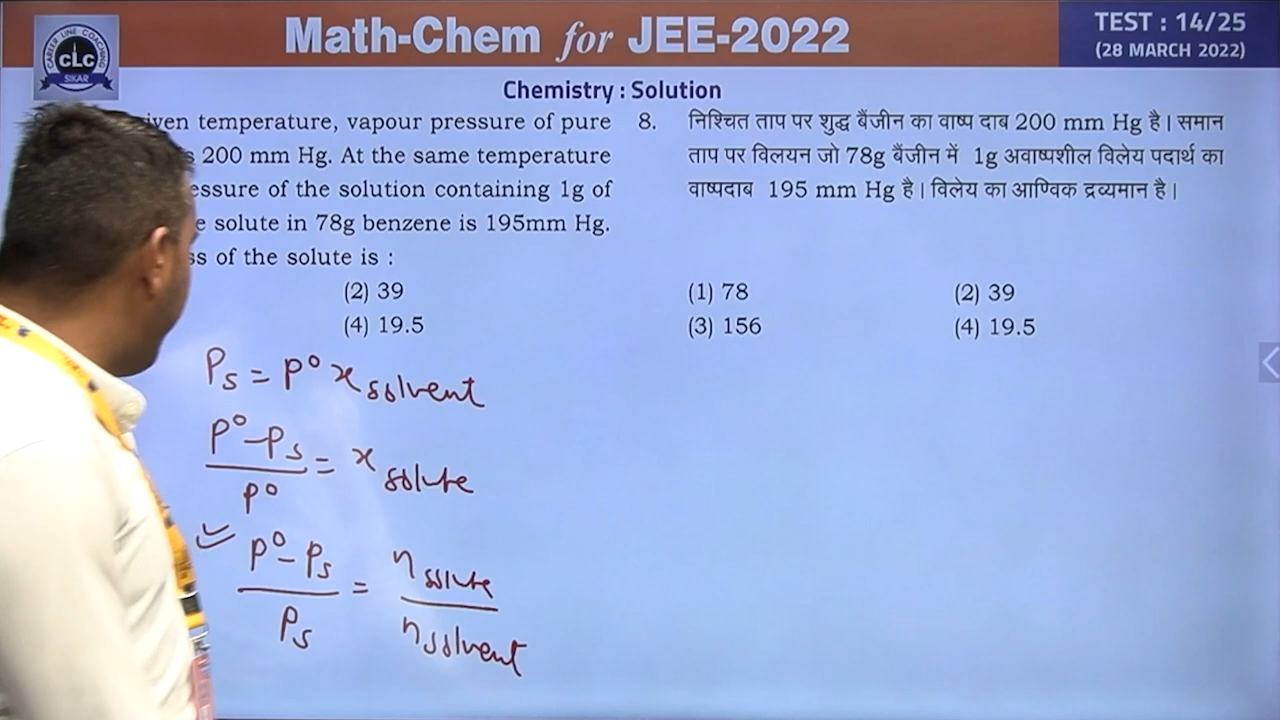 Math-Chem for JEE-2022
TEST : 14/25
(28 MARCH 2022)
CAREER LINE COACHING
CLC
SIKAR
Chemistry : Solution
iven temperature, vapour pressure of pure
200 mm Hg. At the same temperature
essure of the solution containing 1g of
e solute in 78g benzene is 195mm Hg.
ss of the solute is :
(2) 39
(4) 19.5
8. निश्चित ताप पर शुद्ध बैंजीन का वाष्प दाब 200 mm Hg है। समान
ताप पर विलयन जो 78g बैंजीन में 1g अवाष्पशील विलेय पदार्थ का
वाष्पदाब 195 mm Hg है। विलेय का आण्विक द्रव्यमान है।
(1) 78 (2) 39
(3) 156 (4) 19.5
Ps = P° x solvent
P°-Ps / P° = x solute
P°-Ps / Ps = n solute / n solvent